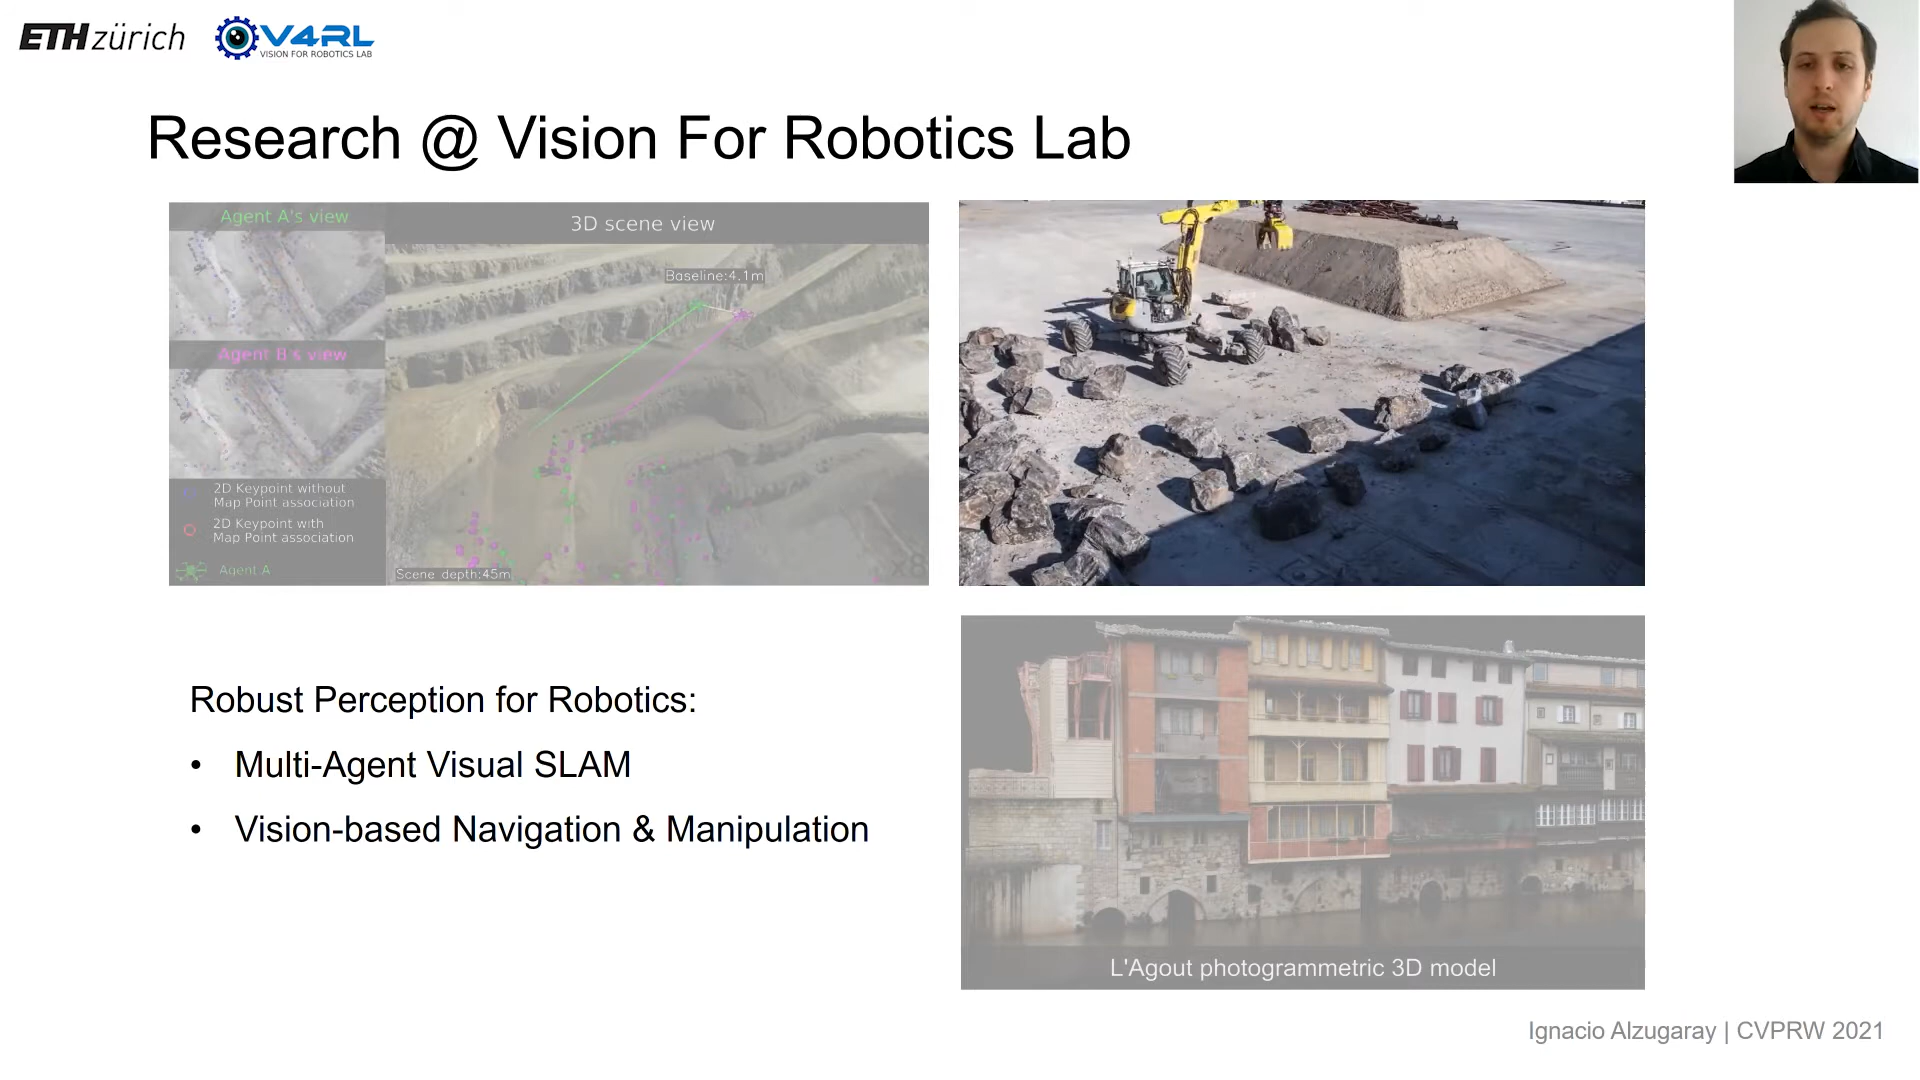 ETH zürich
V4RL
VISION FOR ROBOTICS LAB
Research @ Vision For Robotics Lab
Agent A's view
3D scene view
Baseline:4.1m
Agent B's view
2D Keypoint without
Map Point association
2D Keypoint with
Map Point association
Agent A
Scene depth:45m
Robust Perception for Robotics:
• Multi-Agent Visual SLAM
• Vision-based Navigation & Manipulation
L'Agout photogrammetric 3D model
Ignacio Alzugaray | CVPRW 2021